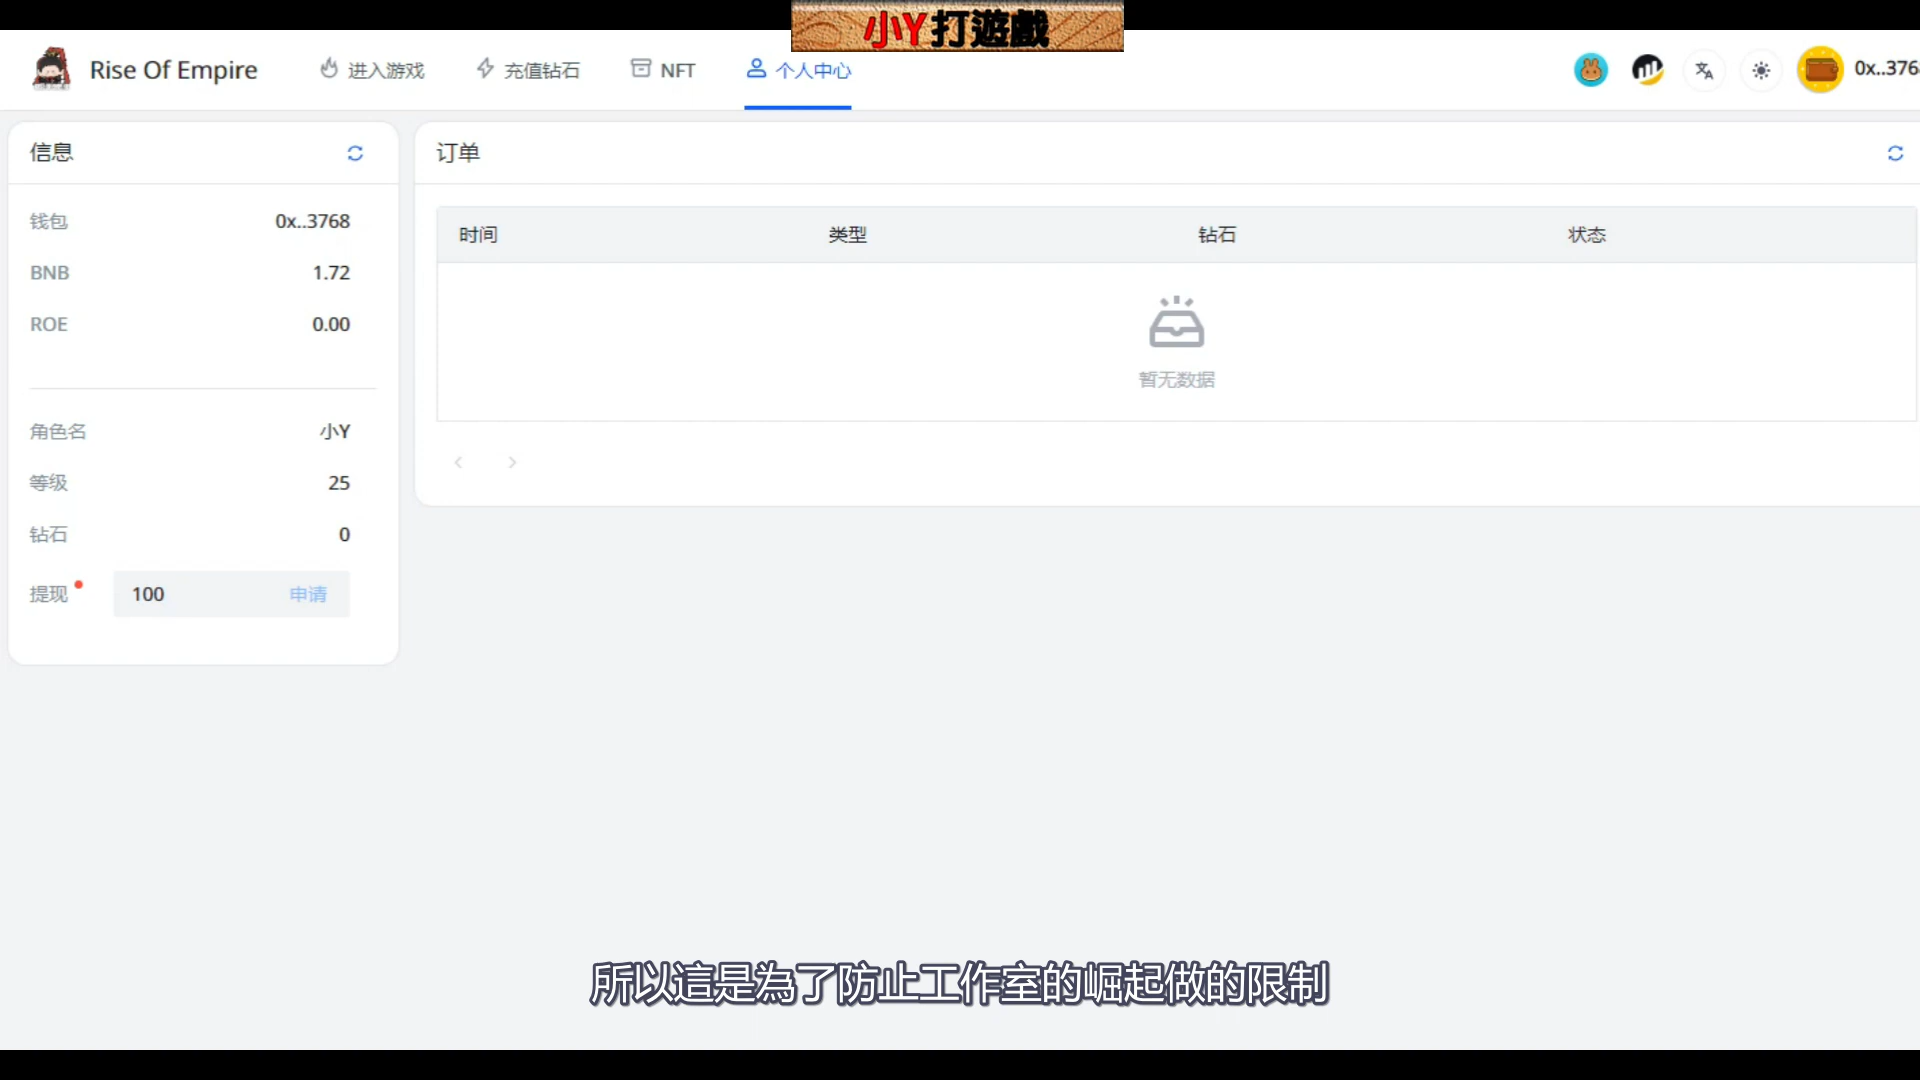 小Y打遊戲
Rise Of Empire
进入游戏
充值钻石
NFT
个人中心
0x..376
信息
钱包 0x..3768
BNB 1.72
ROE 0.00
角色名 小Y
等级 25
钻石 0
提现 100 申请
订单
时间 类型 钻石 状态
暂无数据
所以這是為了防止工作室的崛起做的限制